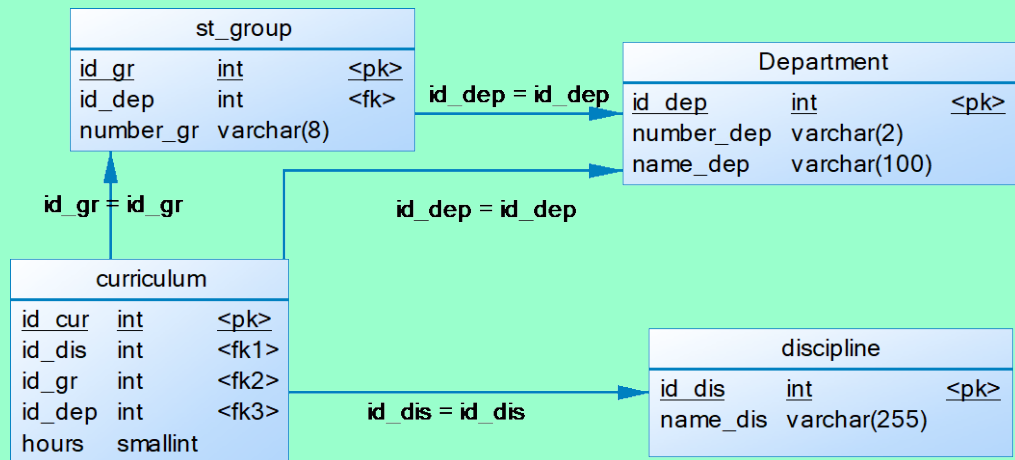 st_group
id_gr int <pk>
id_dep int <fk>
number_gr varchar(8)
id_dep = id_dep
Department
id_dep int <pk>
number_dep varchar(2)
name_dep varchar(100)
id_gr = id_gr
id_dep = id_dep
curriculum
id_cur int <pk>
id_dis int <fk1>
id_gr int <fk2>
id_dep int <fk3>
hours smallint
id_dis = id_dis
discipline
id_dis int <pk>
name_dis varchar(255)